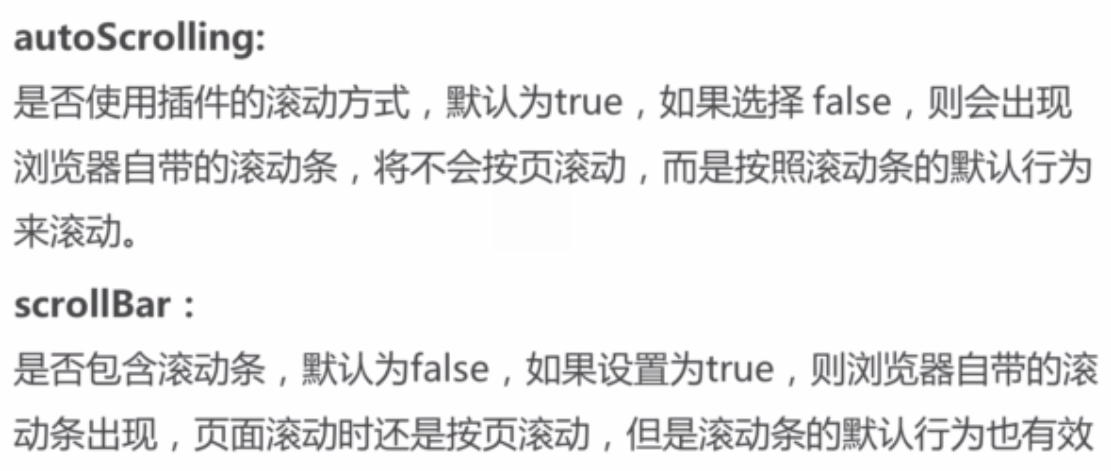 autoScrolling:
是否使用插件的滚动方式，默认为true，如果选择 false，则会出现
浏览器自带的滚动条，将不会按页滚动，而是按照滚动条的默认行为
来滚动。
scrollBar：
是否包含滚动条，默认为false，如果设置为true，则浏览器自带的滚
动条出现，页面滚动时还是按页滚动，但是滚动条的默认行为也有效